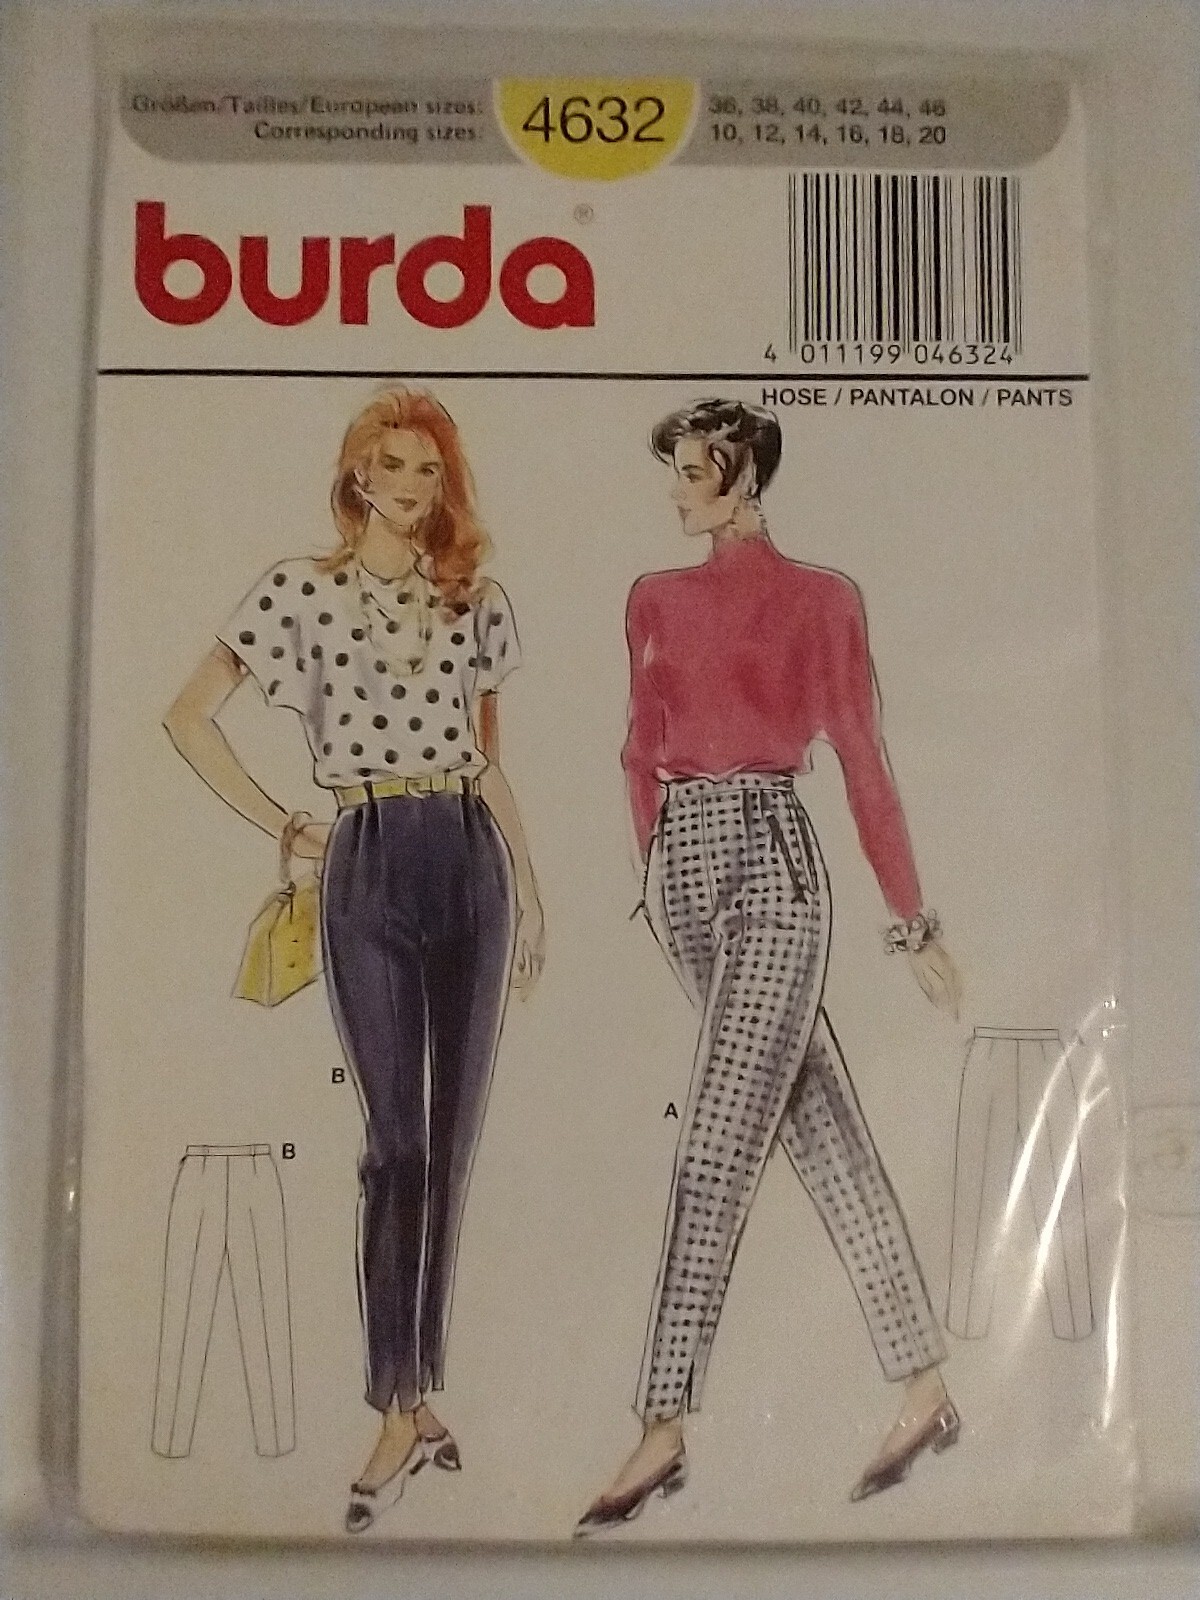 Größen/Tailles/European sizes: 4632 36, 38, 40, 42, 44, 46
Corresponding sizes: 10, 12, 14, 16, 18, 20
burda®
4 011199 046324
HOSE / PANTALON / PANTS
B
A
B